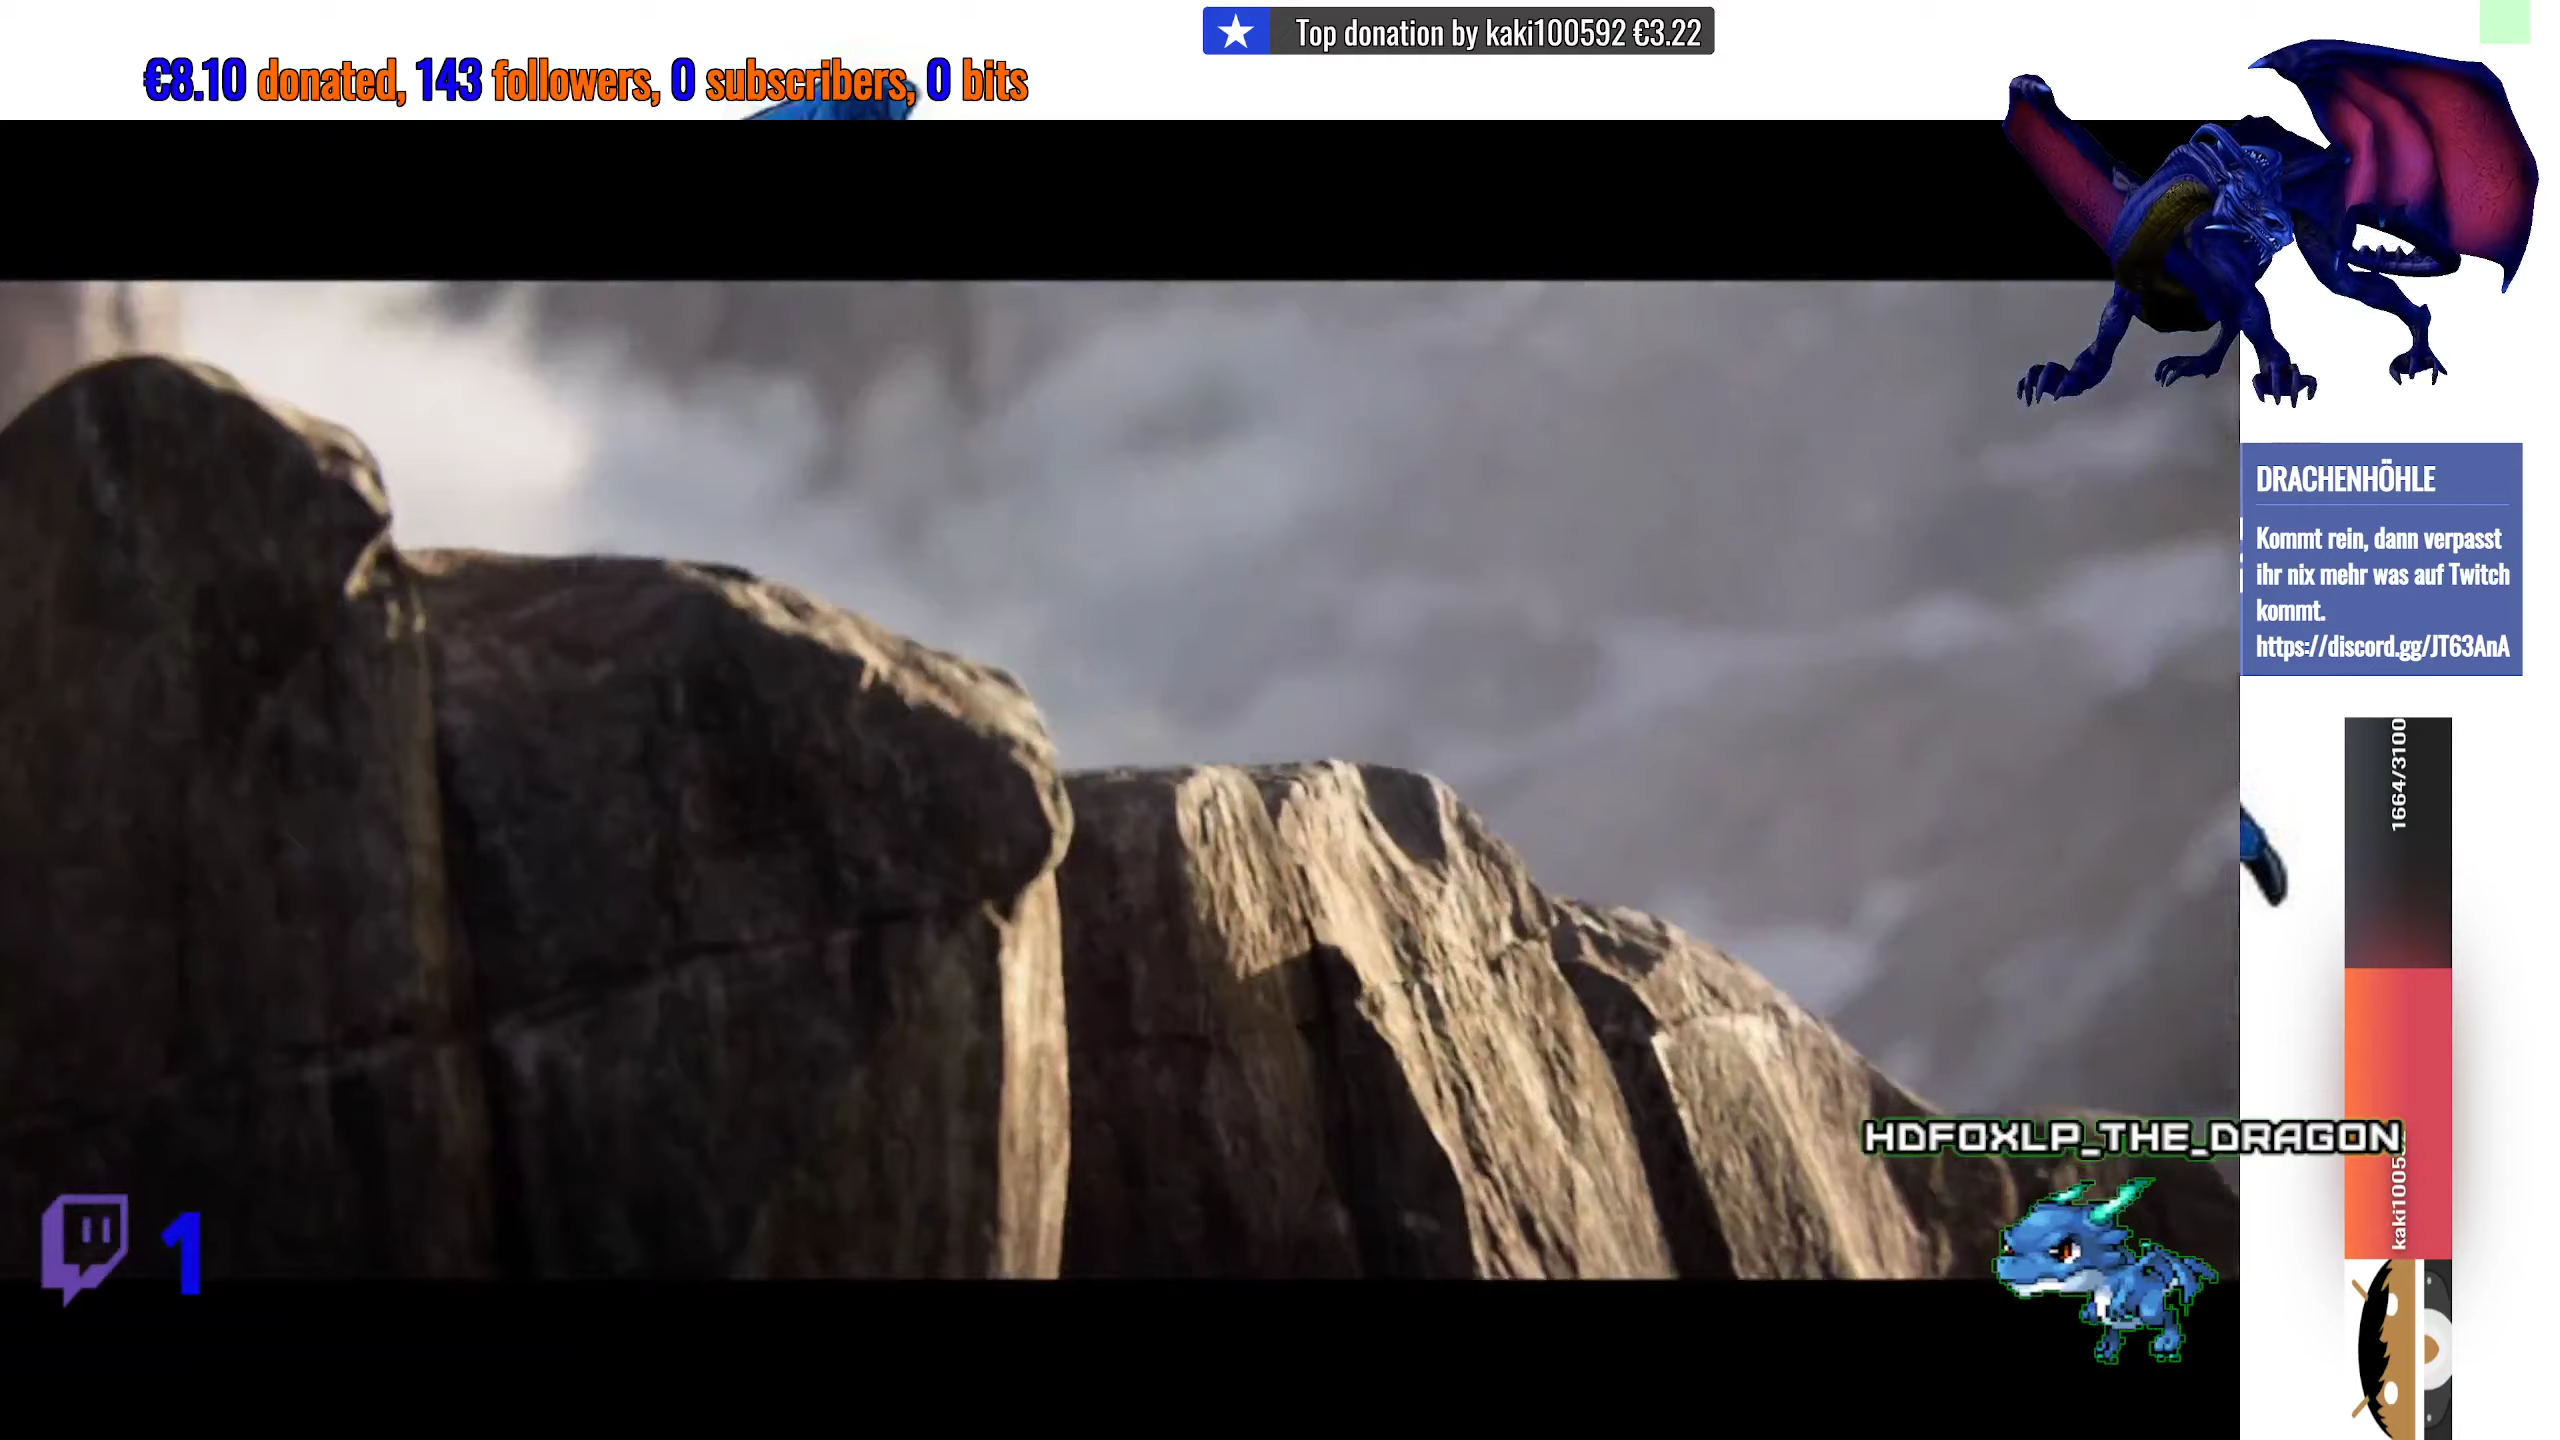 Top donation by kaki100592 €3.22
€8.10 donated, 143 followers, 0 subscribers, 0 bits
DRACHENHÖHLE
Kommt rein, dann verpasst
ihr nix mehr was auf Twitch
kommt.
https://discord.gg/JT63AnA
1664/3100
HDFOXLP_THE_DRAGON
1